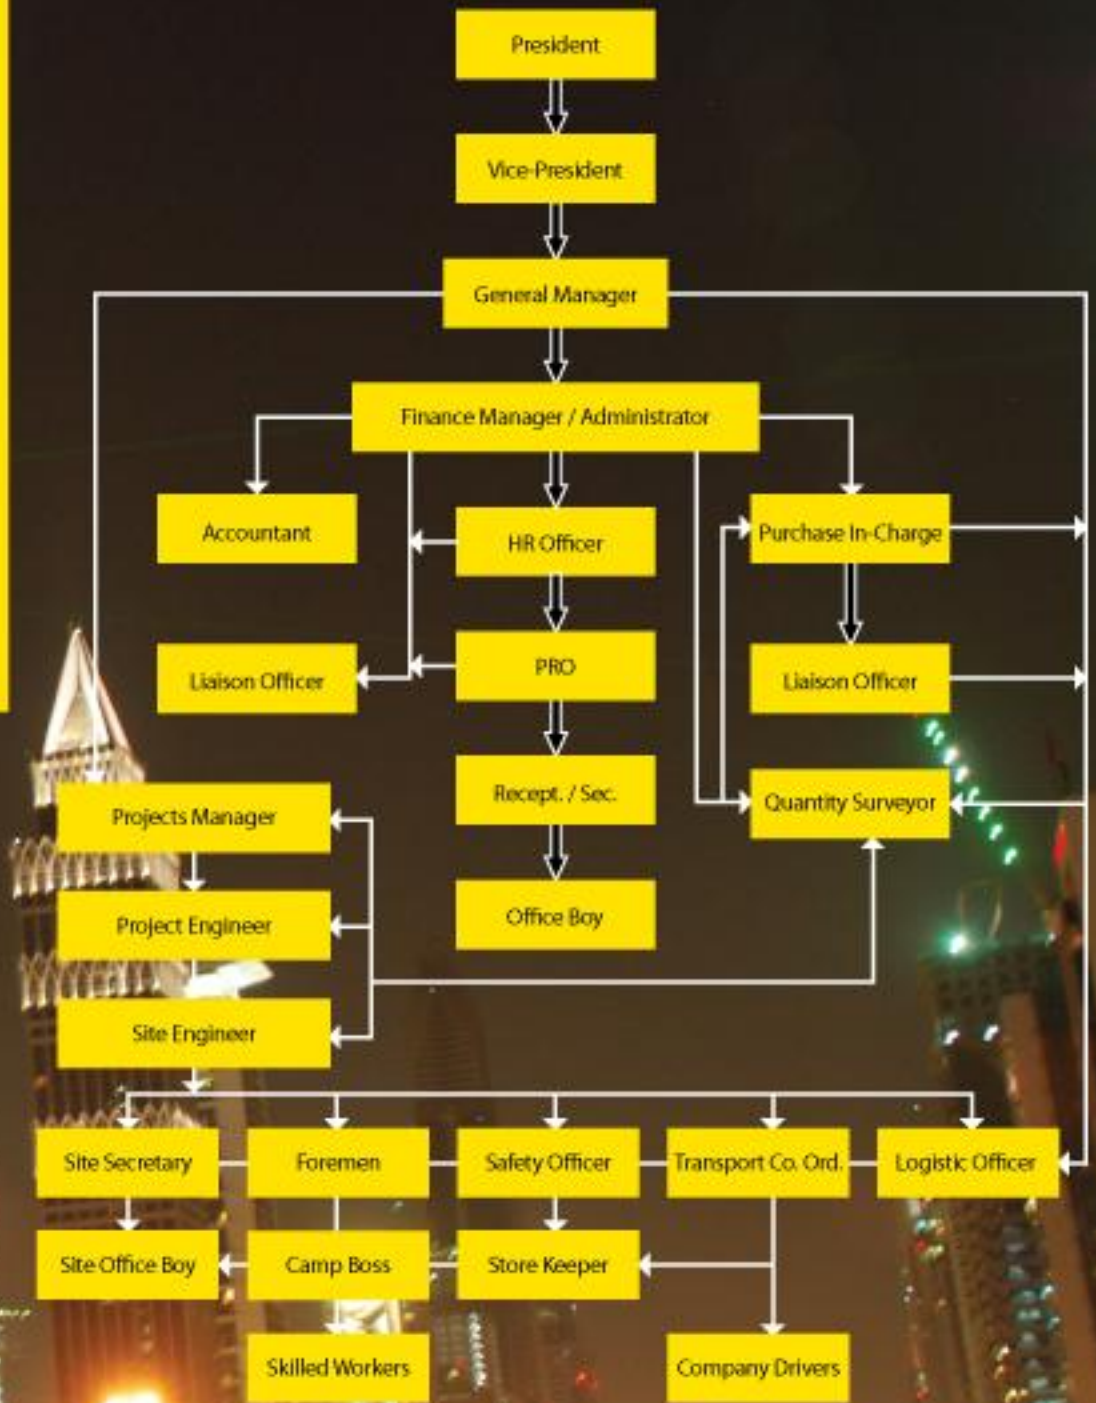 President
Vice-President
General Manager
Finance Manager / Administrator
Accountant
HR Officer
Purchase In-Charge
Liaison Officer
PRO
Liaison Officer
Projects Manager
Recept. / Sec.
Quantity Surveyor
Project Engineer
Office Boy
Site Engineer
Site Secretary
Foremen
Safety Officer
Transport Co. Ord.
Logistic Officer
Site Office Boy
Camp Boss
Store Keeper
Skilled Workers
Company Drivers